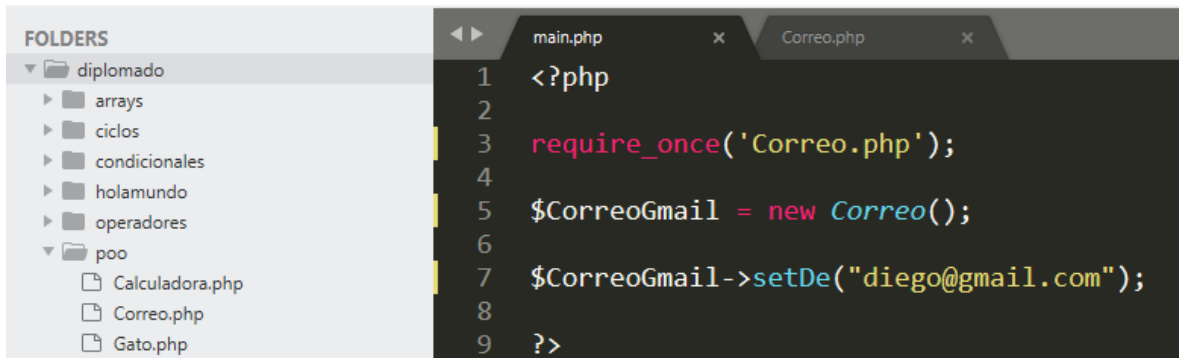 FOLDERS
diplomado
arrays
ciclos
condicionales
holamundo
operadores
poo
Calculadora.php
Correo.php
Gato.php
main.php × Correo.php ×
1 <?php
2
3 require_once('Correo.php');
4
5 $CorreoGmail = new Correo();
6
7 $CorreoGmail->setDe("diego@gmail.com");
8
9 ?>